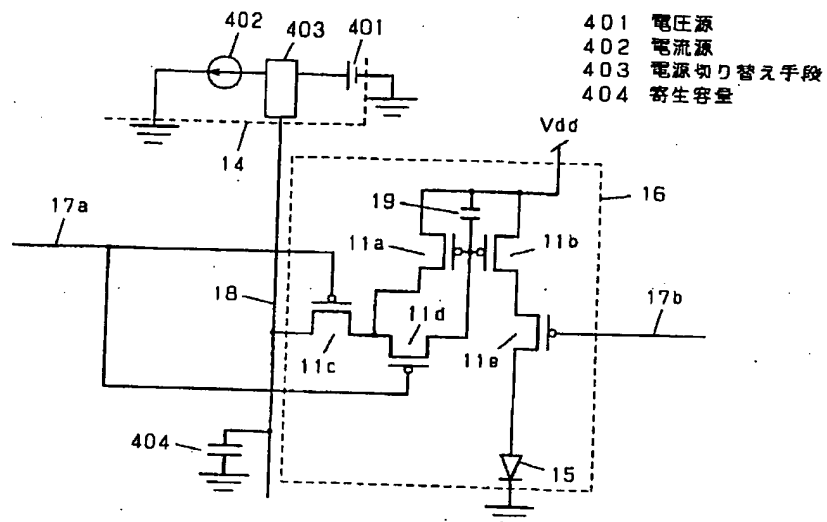 401 電圧源
402 電流源
403 電源切り替え手段
404 寄生容量
402
403
401
14
Vdd
16
19
17a
11a
11b
18
11d
17b
11c
11e
404
15